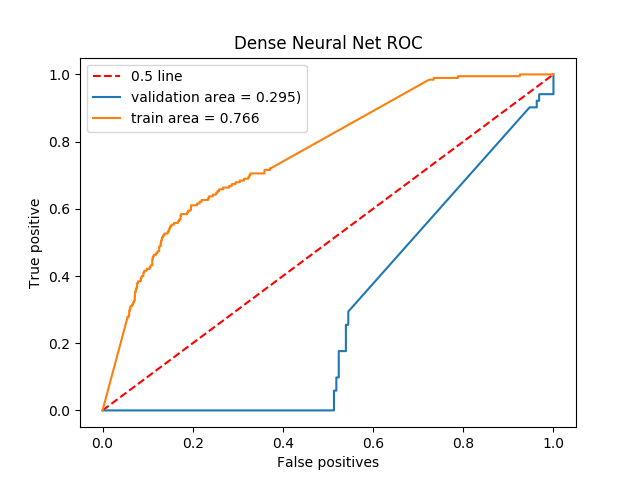 Dense Neural Net ROC
0.5 line
validation area = 0.295)
train area = 0.766
True positive
1.0
0.8
0.6
0.4
0.2
0.0
0.0
0.2
0.4
0.6
0.8
1.0
False positives